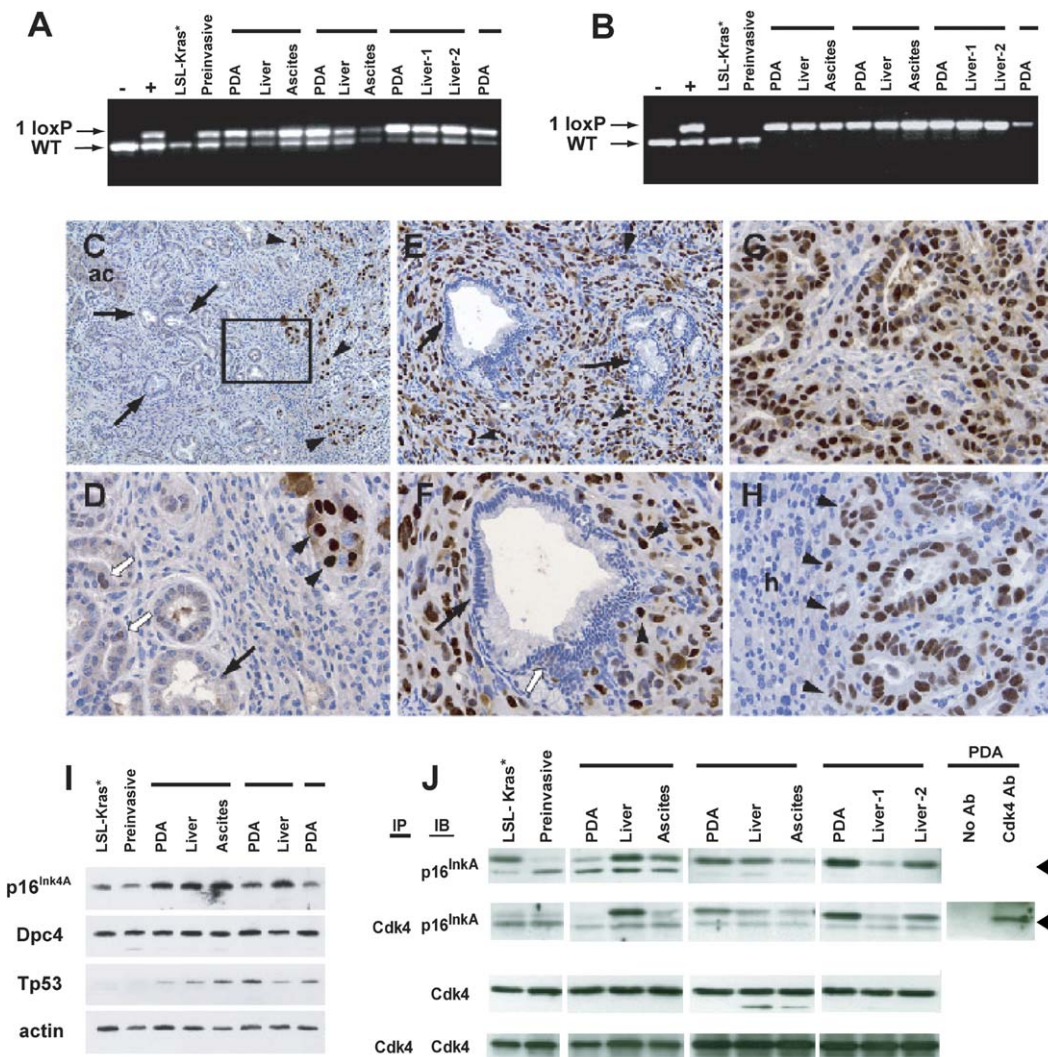 A
- + LSL-Kras* Preinvasive PDA Liver Ascites PDA Liver Ascites PDA Liver-1 Liver-2 PDA
1 loxP
WT
B
- + LSL-Kras* Preinvasive PDA Liver Ascites PDA Liver Ascites PDA Liver-1 Liver-2 PDA
1 loxP
WT
C
ac
E
G
D
F
H
h
I
LSL-Kras* Preinvasive PDA Liver Ascites PDA Liver PDA
p16Ink4A
Dpc4
Tp53
actin
J
PDA
LSL- Kras* Preinvasive PDA Liver Ascites PDA Liver Ascites PDA Liver-1 Liver-2 No Ab Cdk4 Ab
IP IB
p16InkA
Cdk4 p16InkA
Cdk4
Cdk4 Cdk4